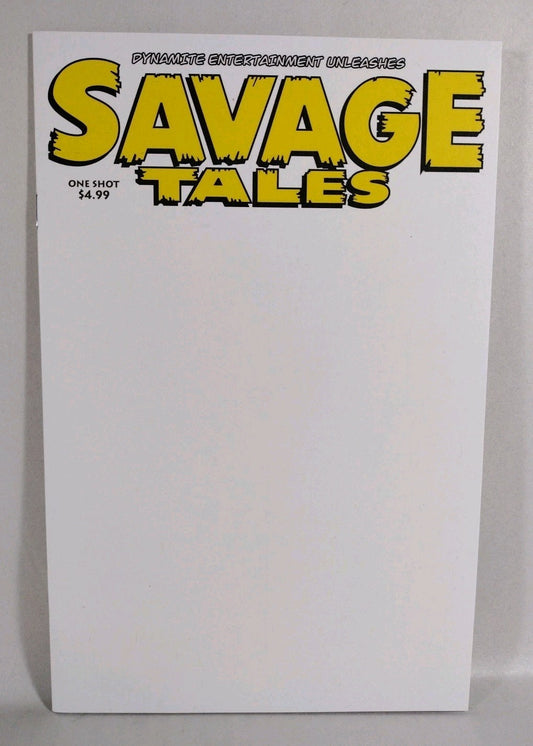 DYNAMITE ENTERTAINMENT UNLEASHES
SAVAGE
TALES
ONE SHOT
$4.99